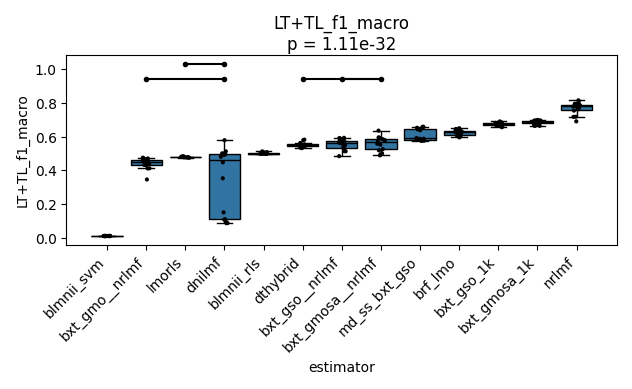 LT+TL_f1_macro
p = 1.11e-32
LT+TL_f1_macro
1.0
0.8
0.6
0.4
0.2
0.0
blmnii_svm
bxt_gmo__nrlmf
lmorls
dnilmf
blmnii_rls
dthybrid
bxt_gso__nrlmf
bxt_gmosa__nrlmf
md_ss_bxt_gso
brf_lmo
bxt_gso_1k
bxt_gmosa_1k
nrlmf
estimator